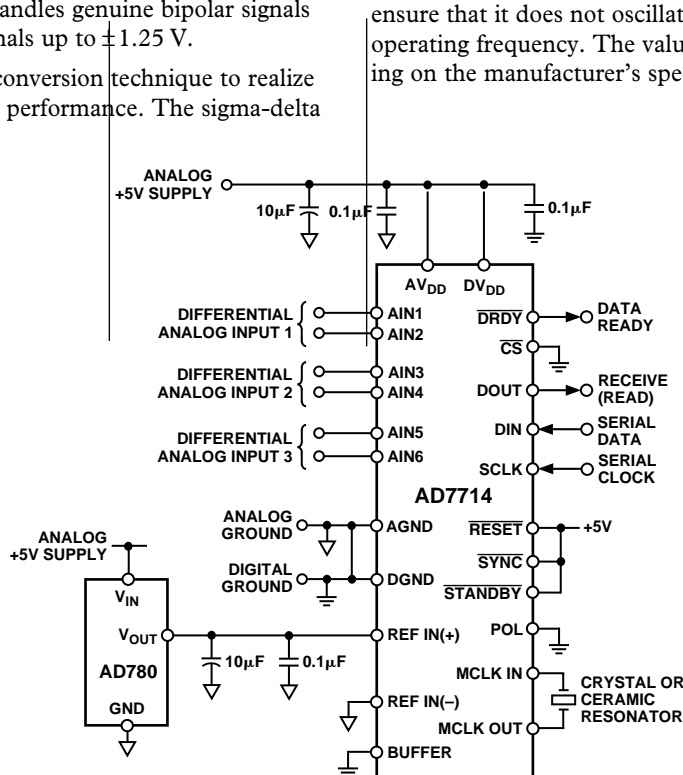 andles genuine bipolar signals
nals up to ±1.25 V.
conversion technique to realize
performance. The sigma-delta
ensure that it does not oscillat
operating frequency. The valu
ing on the manufacturer's spe
ANALOG
+5V SUPPLY
10μF
0.1μF
0.1μF
AVDD
DVDD
DIFFERENTIAL
ANALOG INPUT 1
AIN1
AIN2
DRDY
DATA
READY
CS
DIFFERENTIAL
ANALOG INPUT 2
AIN3
AIN4
DOUT
RECEIVE
(READ)
DIFFERENTIAL
ANALOG INPUT 3
AIN5
AIN6
DIN
SERIAL
DATA
SCLK
SERIAL
CLOCK
AD7714
ANALOG
GROUND
AGND
RESET
+5V
SYNC
DIGITAL
GROUND
DGND
STANDBY
ANALOG
+5V SUPPLY
VIN
VOUT
AD780
GND
10μF
0.1μF
REF IN(+)
POL
MCLK IN
CRYSTAL OR
CERAMIC
RESONATOR
REF IN(–)
MCLK OUT
BUFFER